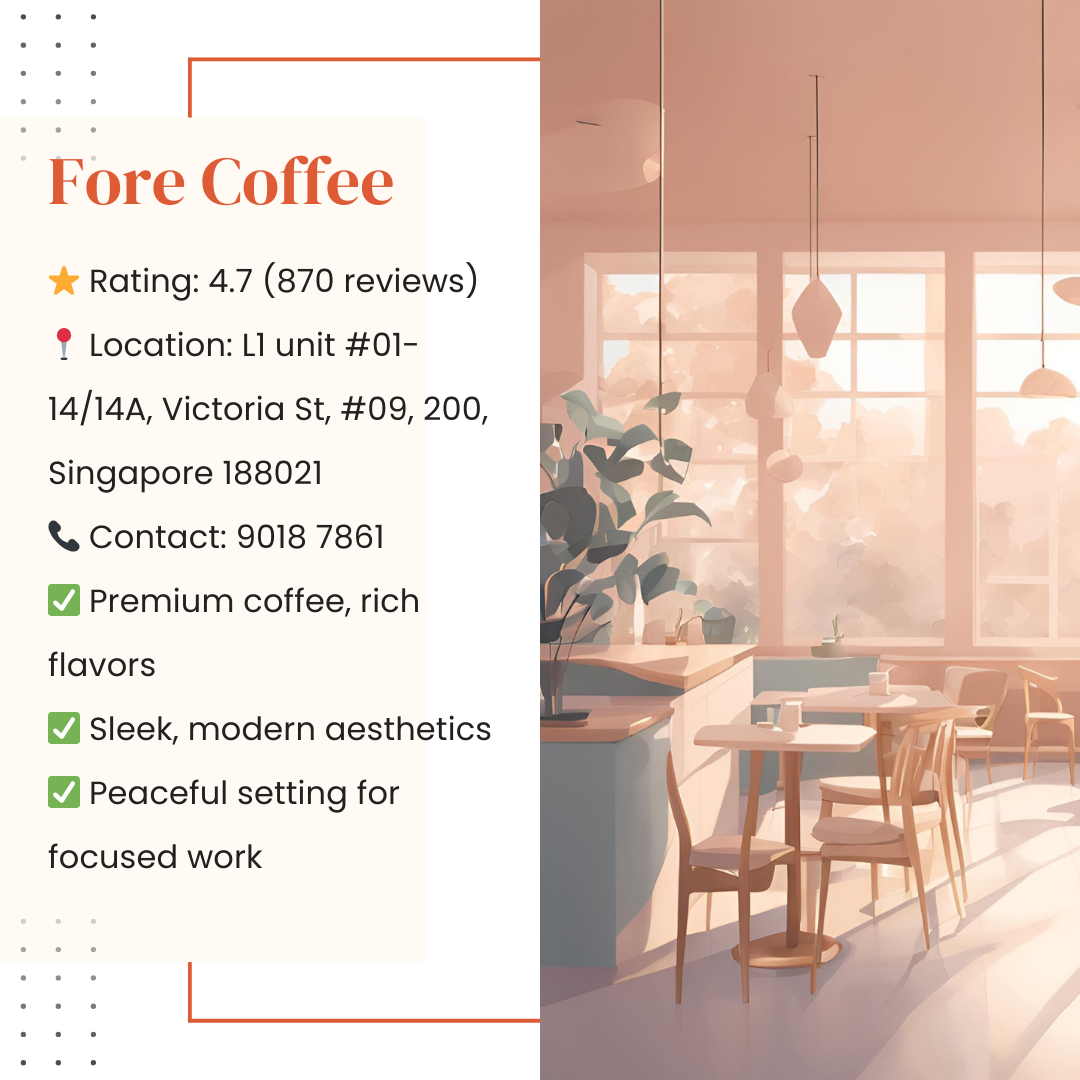 Fore Coffee
⭐ Rating: 4.7 (870 reviews)
📍 Location: L1 unit #01-
14/14A, Victoria St, #09, 200,
Singapore 188021
📞 Contact: 9018 7861
✅ Premium coffee, rich
flavors
✅ Sleek, modern aesthetics
✅ Peaceful setting for
focused work